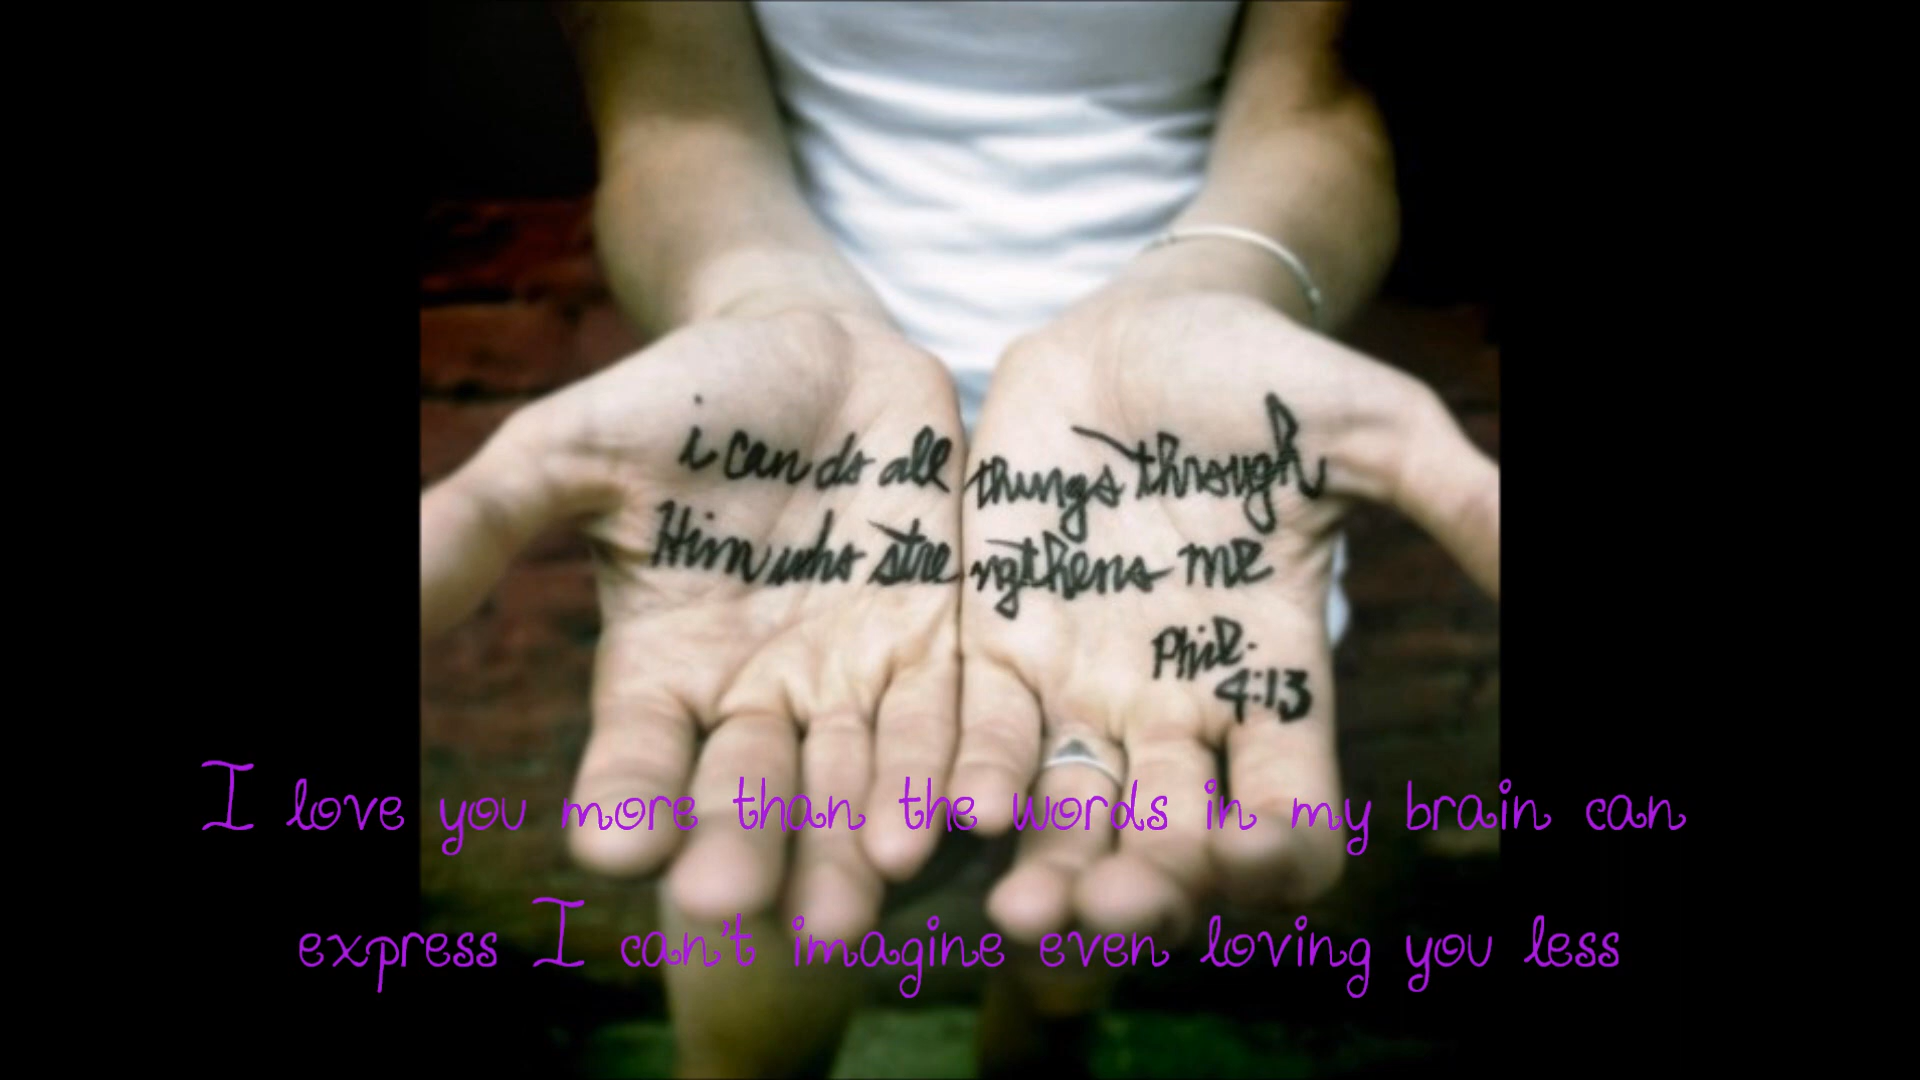 i can do all things through
Him who strengthens me
Phil.
4:13
I love you more than the words in my brain can
express I can't imagine even loving you less